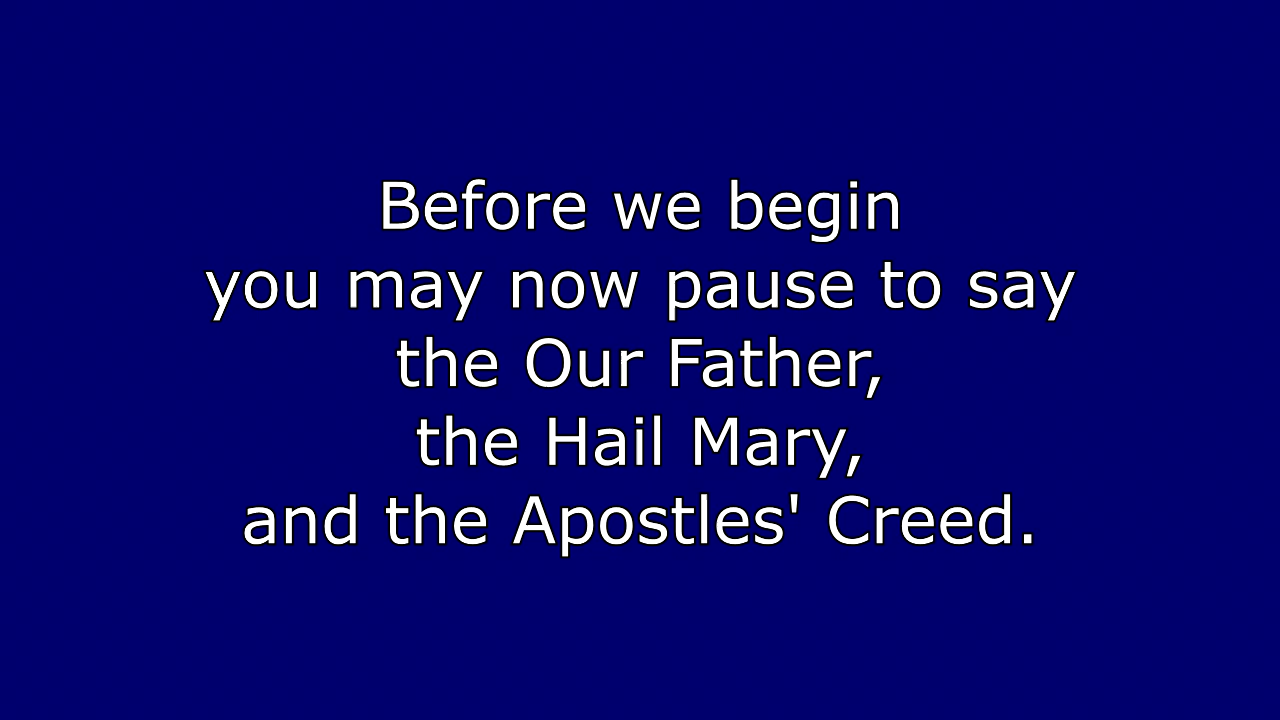 Before we begin
you may now pause to say
the Our Father,
the Hail Mary,
and the Apostles' Creed.